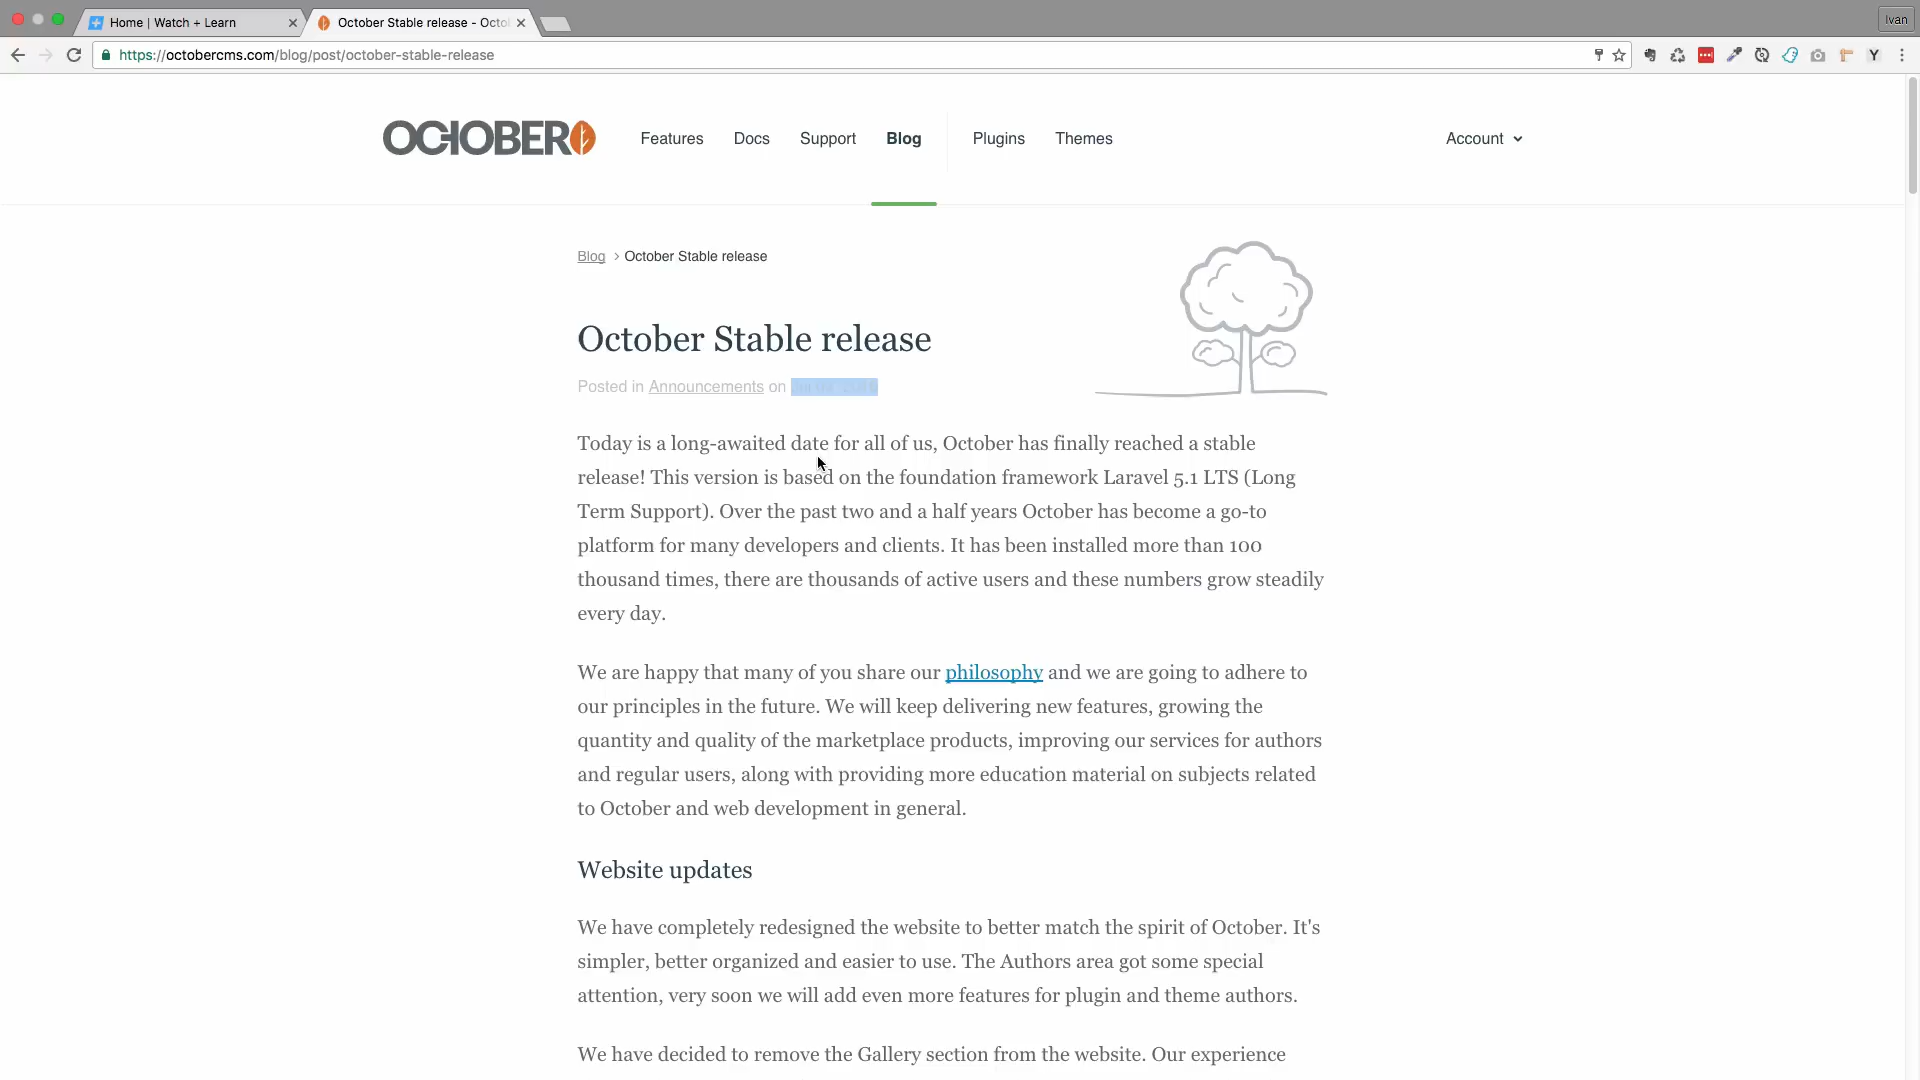 Home | Watch + Learn
October Stable release - Octo
Ivan
https://octobercms.com/blog/post/october-stable-release
OCTOBER
Features
Docs
Support
Blog
Plugins
Themes
Account
Blog › October Stable release
October Stable release
Posted in Announcements on
Today is a long-awaited date for all of us, October has finally reached a stable
release! This version is based on the foundation framework Laravel 5.1 LTS (Long
Term Support). Over the past two and a half years October has become a go-to
platform for many developers and clients. It has been installed more than 100
thousand times, there are thousands of active users and these numbers grow steadily
every day.
We are happy that many of you share our philosophy and we are going to adhere to
our principles in the future. We will keep delivering new features, growing the
quantity and quality of the marketplace products, improving our services for authors
and regular users, along with providing more education material on subjects related
to October and web development in general.
Website updates
We have completely redesigned the website to better match the spirit of October. It's
simpler, better organized and easier to use. The Authors area got some special
attention, very soon we will add even more features for plugin and theme authors.
We have decided to remove the Gallery section from the website. Our experience